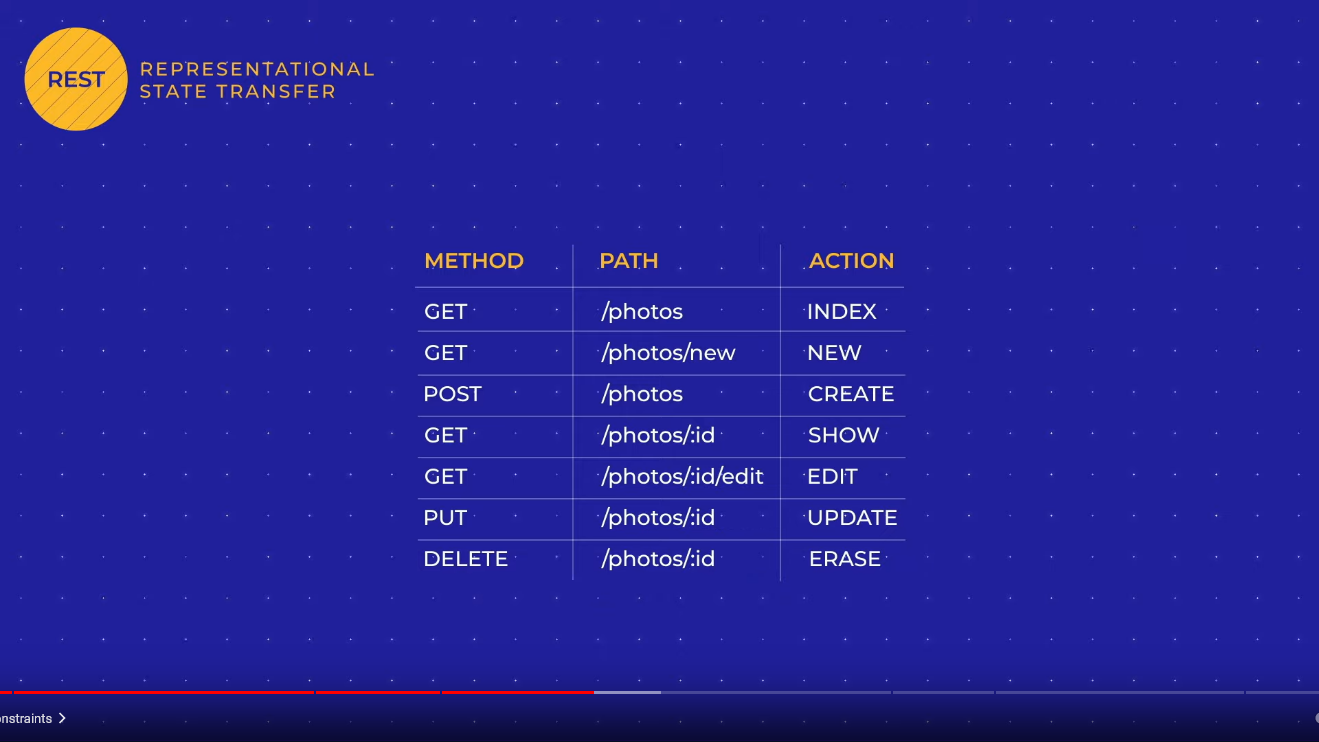 REST
REPRESENTATIONAL
STATE TRANSFER
METHOD PATH ACTION
GET /photos INDEX
GET /photos/new NEW
POST /photos CREATE
GET /photos/:id SHOW
GET /photos/:id/edit EDIT
PUT /photos/:id UPDATE
DELETE /photos/:id ERASE
nstraints